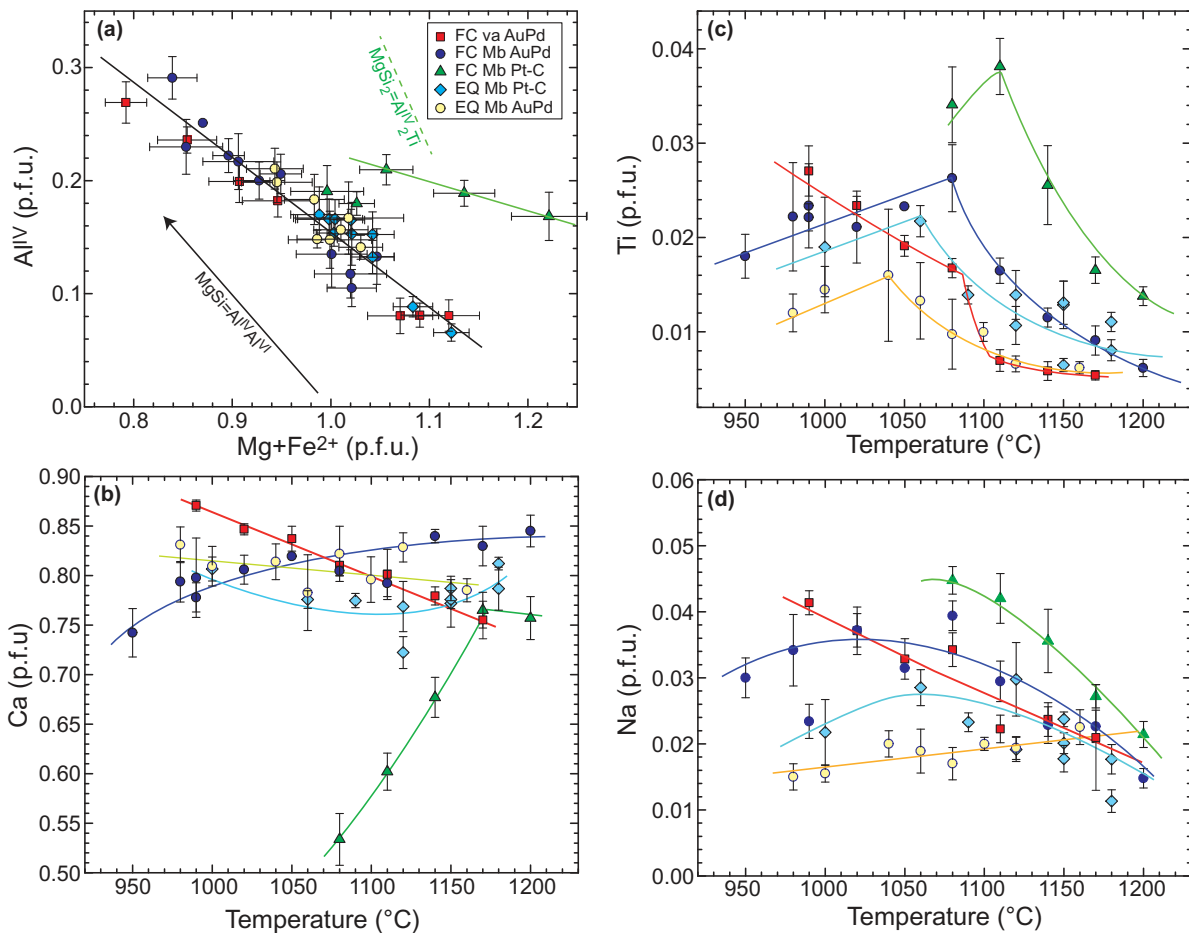 (a)
FC va AuPd
FC Mb AuPd
FC Mb Pt-C
EQ Mb Pt-C
EQ Mb AuPd
MgSi₂=Alᴵⱽ₂Ti
MgSi=AlᴵⱽAlⱽᴵ
Alᴵⱽ (p.f.u.)
0.3
0.2
0.1
0.0
0.8 0.9 1.0 1.1 1.2
Mg+Fe²⁺ (p.f.u.)
(c)
Ti (p.f.u.)
0.04
0.03
0.02
0.01
950 1000 1050 1100 1150 1200
Temperature (°C)
(b)
Ca (p.f.u)
0.90
0.85
0.80
0.75
0.70
0.65
0.60
0.55
0.50
950 1000 1050 1100 1150 1200
Temperature (°C)
(d)
Na (p.f.u.)
0.06
0.05
0.04
0.03
0.02
0.01
0.00
950 1000 1050 1100 1150 1200
Temperature (°C)